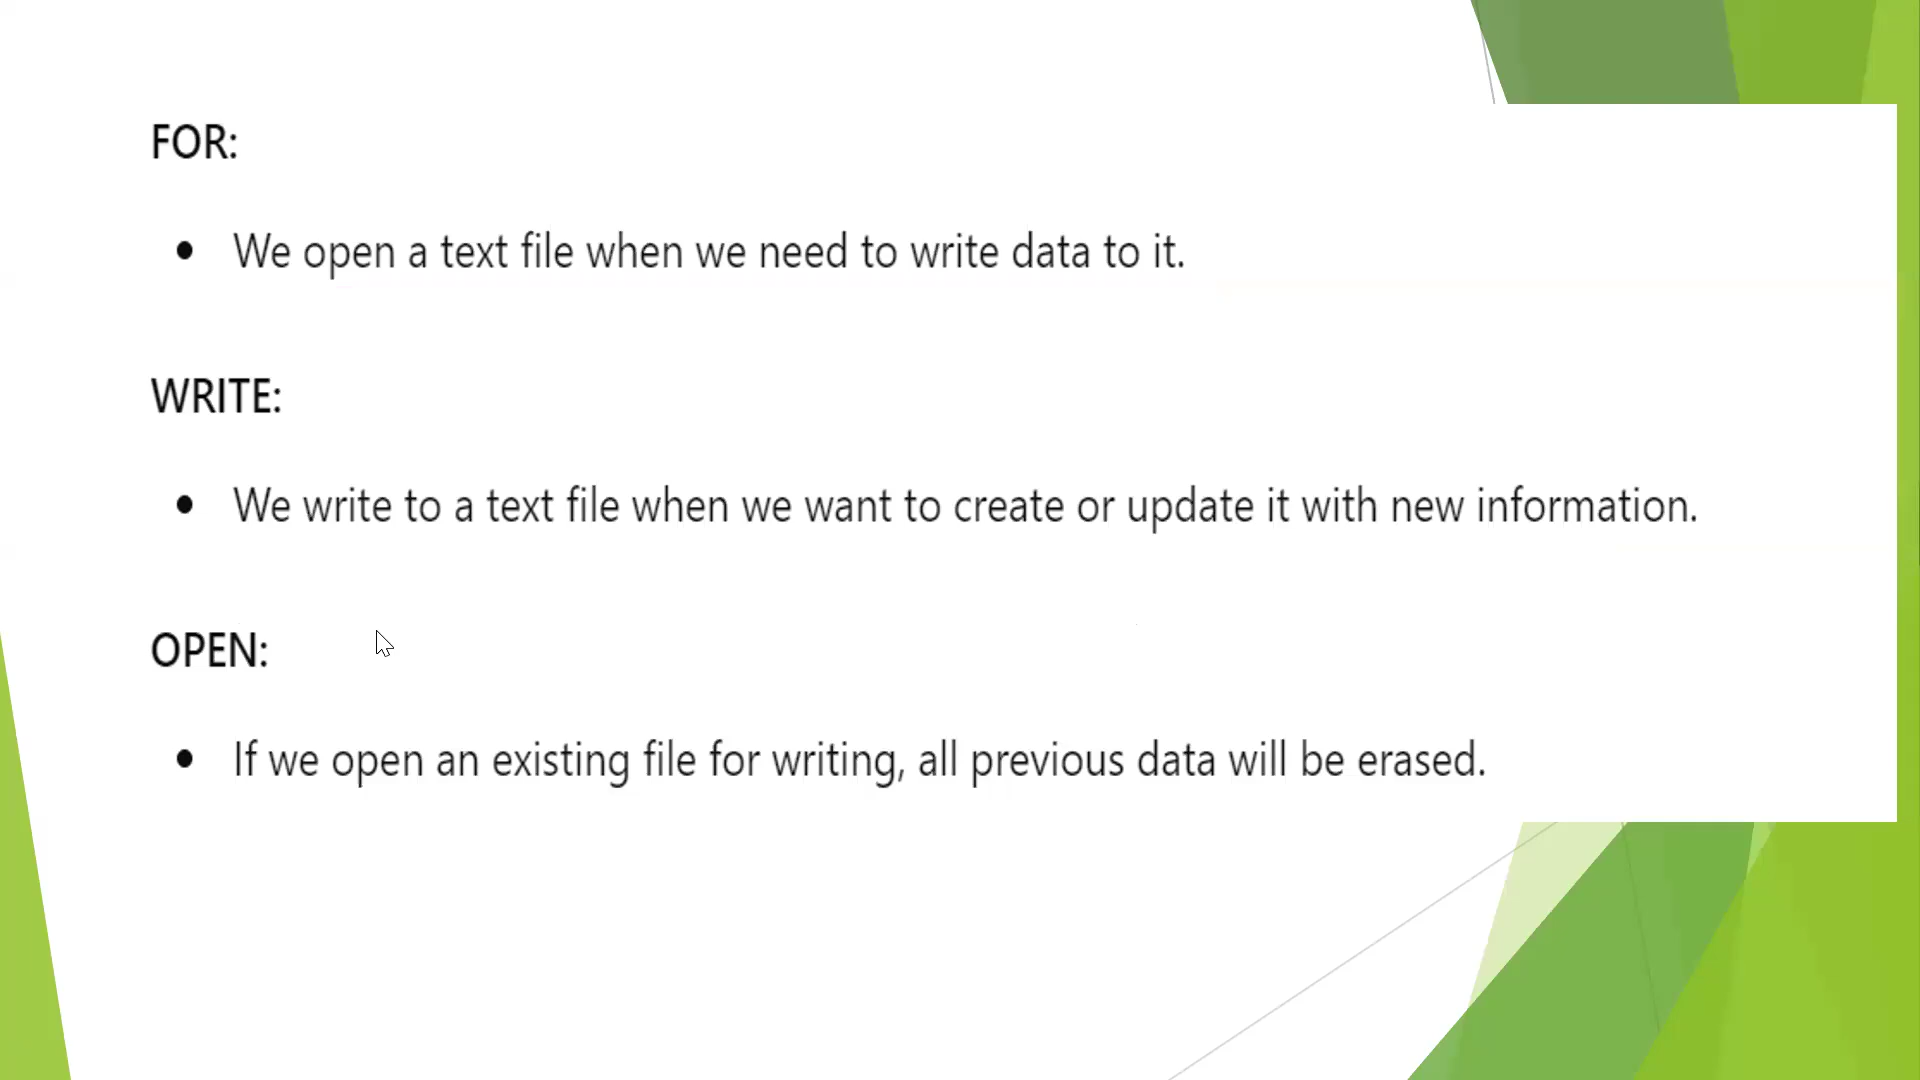 FOR:
• We open a text file when we need to write data to it.
WRITE:
• We write to a text file when we want to create or update it with new information.
OPEN:
• If we open an existing file for writing, all previous data will be erased.